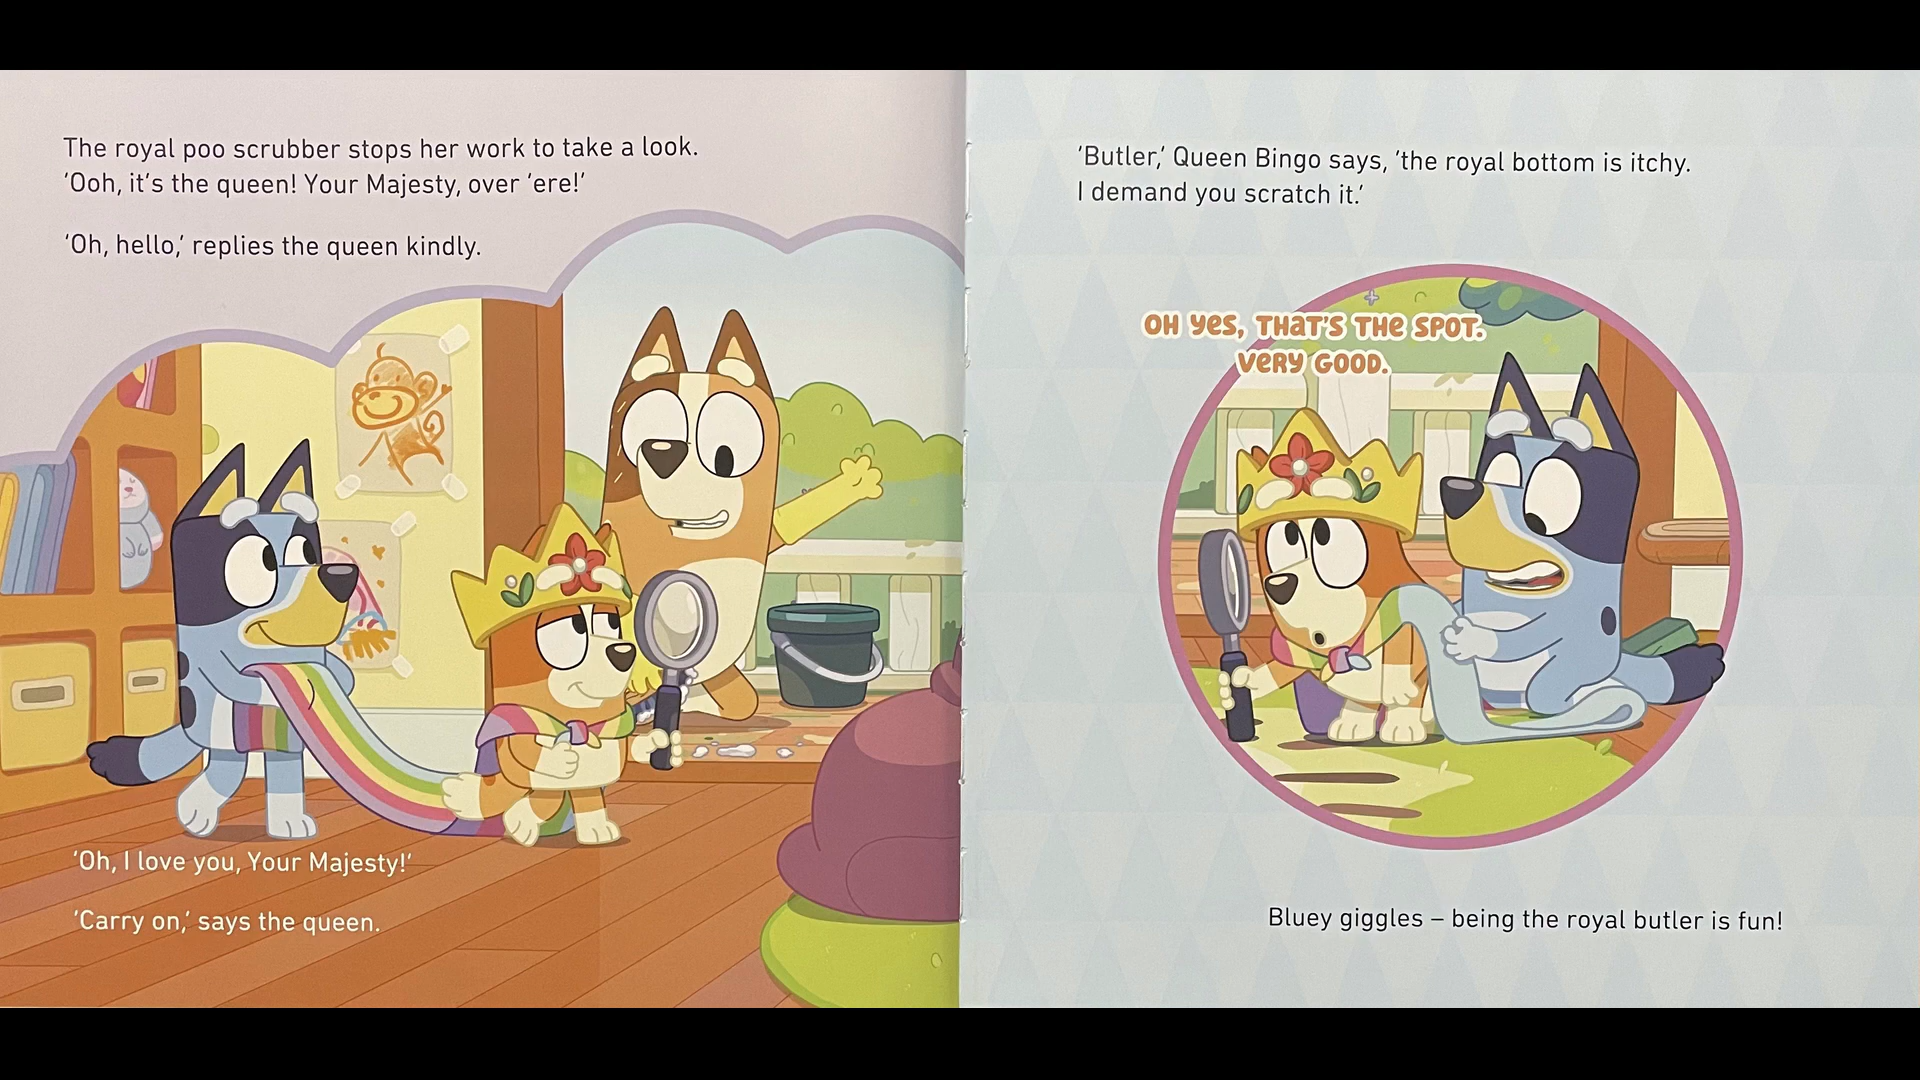 The royal poo scrubber stops her work to take a look.
'Ooh, it's the queen! Your Majesty, over 'ere!'
'Oh, hello,' replies the queen kindly.
'Oh, I love you, Your Majesty!'
'Carry on,' says the queen.
'Butler,' Queen Bingo says, 'the royal bottom is itchy.
I demand you scratch it.'
OH YES, THAT'S THE SPOT.
VERY GOOD.
Bluey giggles – being the royal butler is fun!